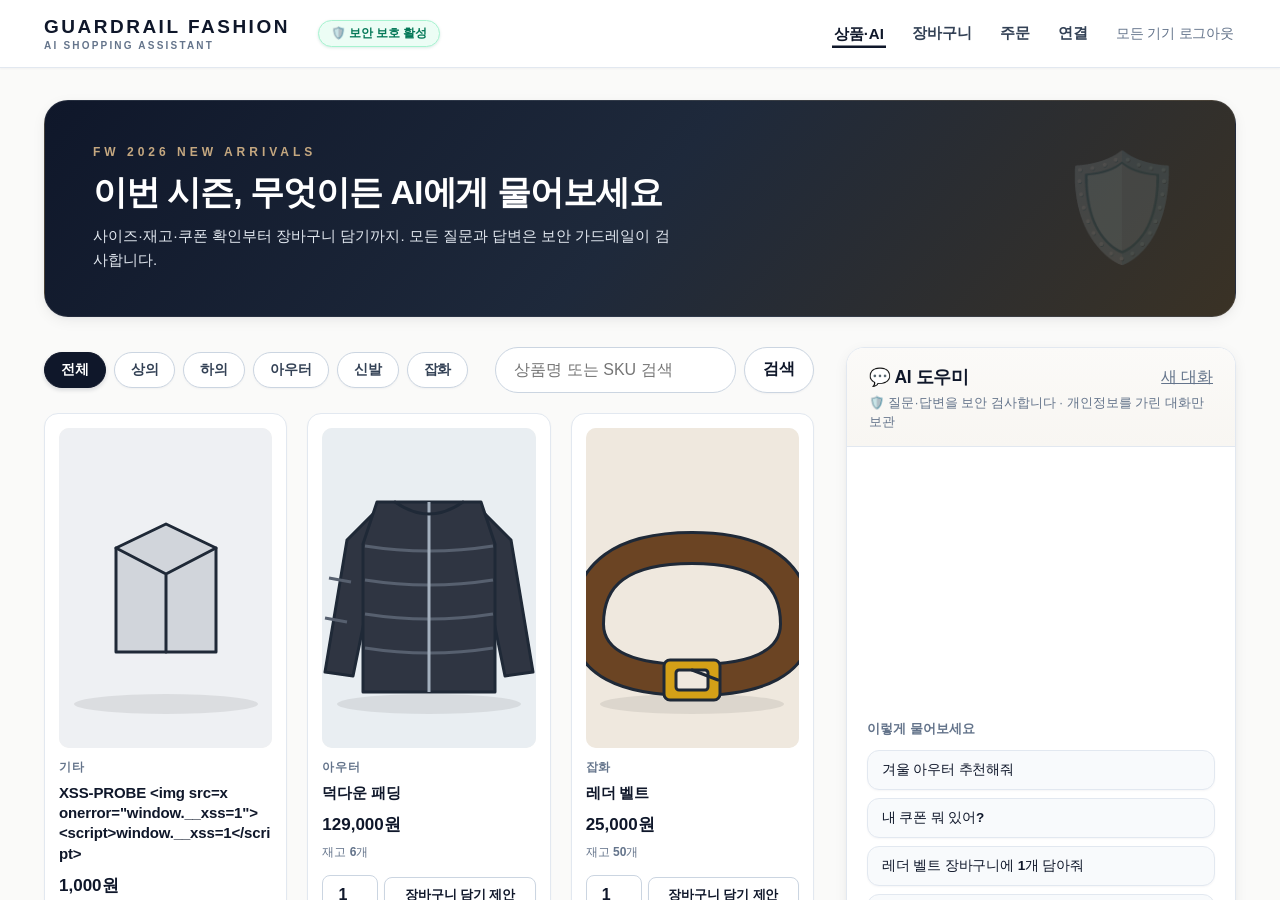 GUARDRAIL FASHION
AI SHOPPING ASSISTANT
보안 보호 활성
상품·AI
장바구니
주문
연결
모든 기기 로그아웃
FW 2026 NEW ARRIVALS
이번 시즌, 무엇이든 AI에게 물어보세요
사이즈·재고·쿠폰 확인부터 장바구니 담기까지. 모든 질문과 답변은 보안 가드레일이 검
사합니다.
전체
상의
하의
아우터
신발
잡화
상품명 또는 SKU 검색
검색
기타
XSS-PROBE <img src=x
onerror="window.__xss=1">
<script>window.__xss=1</scri
pt>
1,000원
아우터
덕다운 패딩
129,000원
재고 6개
1
장바구니 담기 제안
잡화
레더 벨트
25,000원
재고 50개
1
장바구니 담기 제안
AI 도우미
새 대화
질문·답변을 보안 검사합니다 · 개인정보를 가린 대화만
보관
이렇게 물어보세요
겨울 아우터 추천해줘
내 쿠폰 뭐 있어?
레더 벨트 장바구니에 1개 담아줘